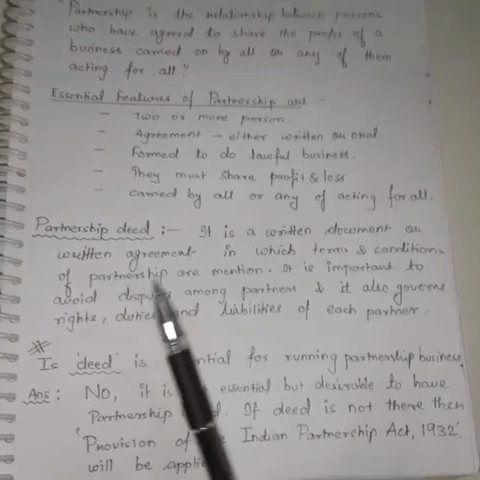 "Partnership is the relationship between persons
who have agreed to share the profit of a
business carried on by all or any of them
acting for all."
Essential Features of Partnership are :-
- Two or more person.
- Agreement - either written or oral.
- Formed to do lawful business.
- They must share profit & loss
- carried by all or any of acting for all.
Partnership deed :- It is a written document or
written agreement in which terms & conditions
of partnership are mention. It is important to
avoid among partners & it also governs
rights, duties and liabilities of each partner.
Is 'deed' is for running partnership business
Ans : No, it is essential but desirable to have
Partnership If deed is not there then
'Provision of Indian Partnership Act, 1932'
will be